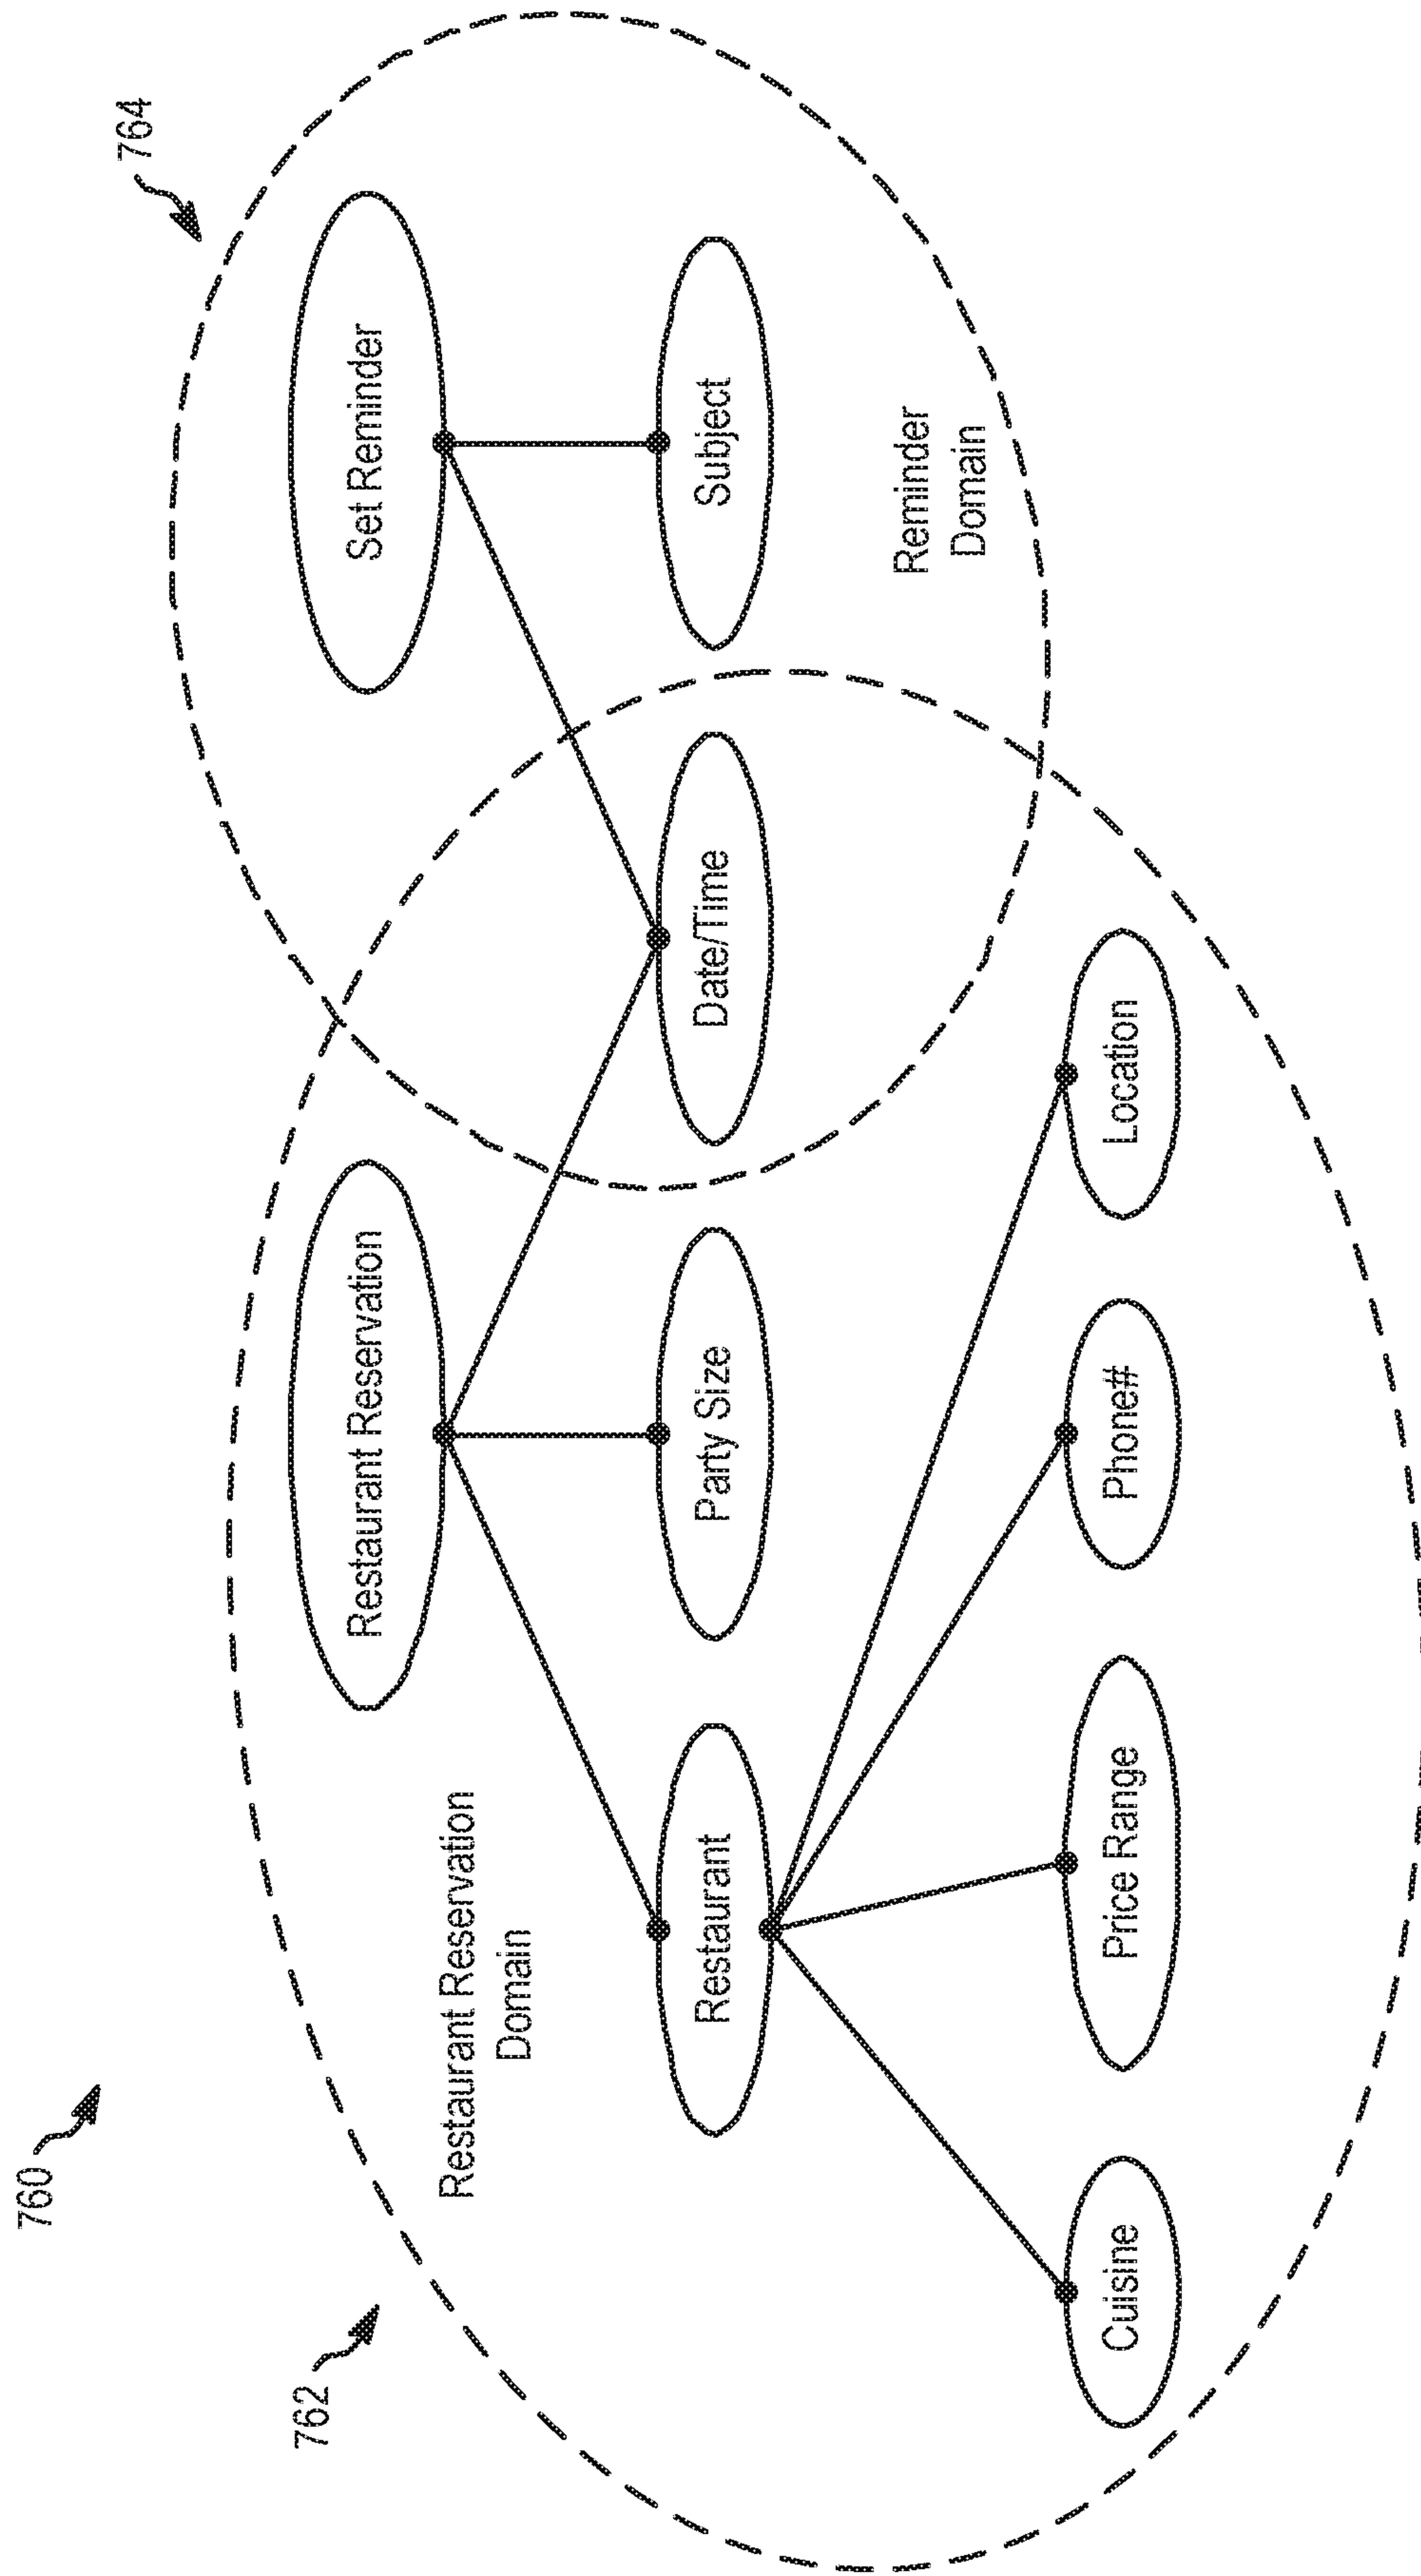 760
762
764
Restaurant Reservation
Set Reminder
Restaurant Reservation
Domain
Restaurant
Party Size
Date/Time
Subject
Reminder
Domain
Cuisine
Price Range
Phone#
Location